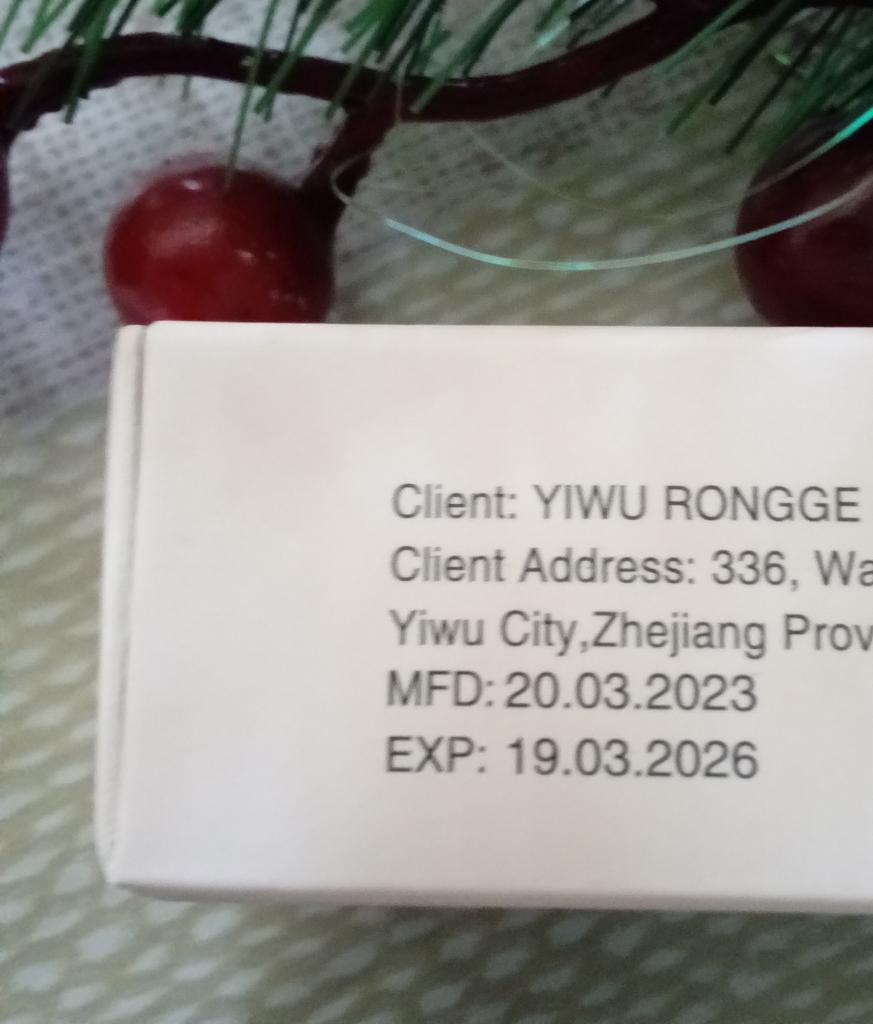 Client: YIWU RONGGE
Client Address: 336,
Yiwu City,Zhejiang
MFD: 20.03.2023
EXP: 19.03.2026